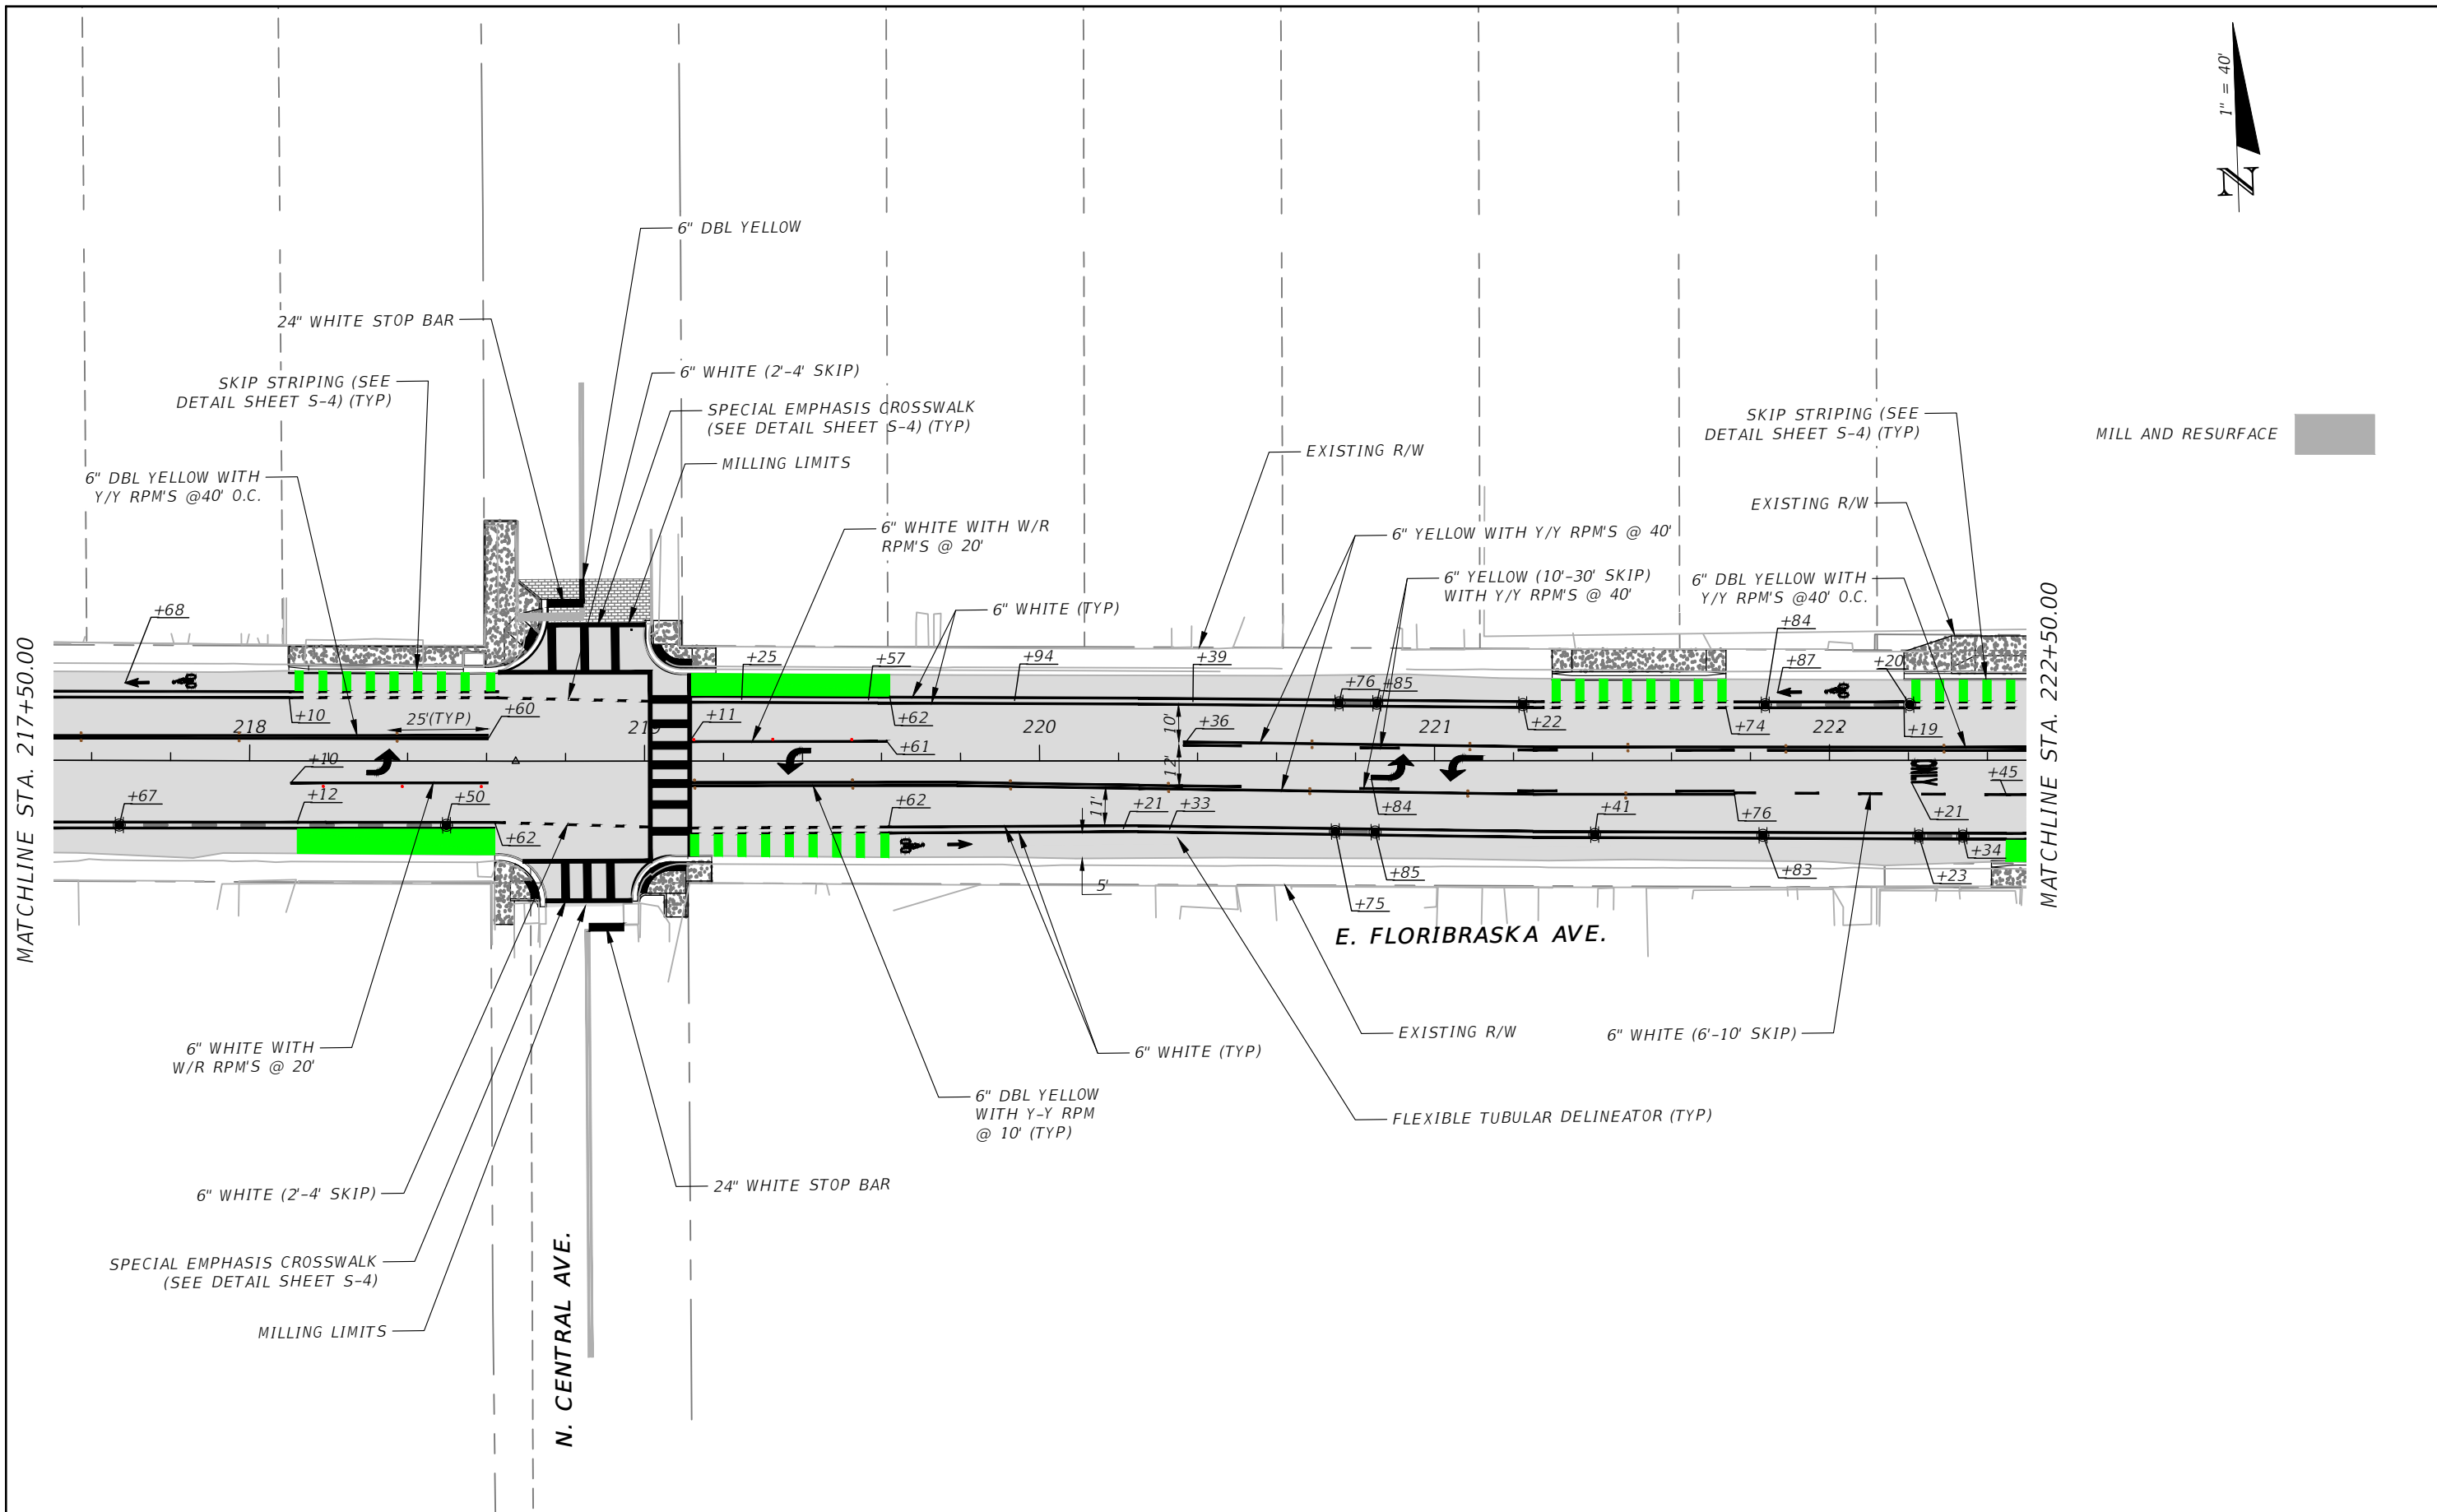 1" = 40'
N
6" DBL YELLOW
24" WHITE STOP BAR
6" WHITE (2'-4' SKIP)
SKIP STRIPING (SEE
DETAIL SHEET S-4) (TYP)
SPECIAL EMPHASIS CROSSWALK
(SEE DETAIL SHEET S-4) (TYP)
SKIP STRIPING (SEE
DETAIL SHEET S-4) (TYP)
MILL AND RESURFACE
EXISTING R/W
MILLING LIMITS
6" DBL YELLOW WITH
Y/Y RPM'S @40' O.C.
EXISTING R/W
6" WHITE WITH W/R
RPM'S @ 20'
6" YELLOW WITH Y/Y RPM'S @ 40'
6" YELLOW (10'-30' SKIP)
WITH Y/Y RPM'S @ 40'
6" DBL YELLOW WITH
Y/Y RPM'S @40' O.C.
6" WHITE (TYP)
MATCHLINE STA. 217+50.00
MATCHLINE STA. 222+50.00
+68
+84
+25
+57
+94
+39
+76
+85
+87
+20
+10
25'(TYP)
+60
+11
+62
+36
10'
+22
+74
+19
218
219
220
221
222
+61
+10
12'
ONLY
+45
+67
+12
+50
+62
+62
11'
+21
+33
+84
+41
+76
+21
+34
5'
+85
+83
+23
+75
E. FLORIBRASKA AVE.
6" WHITE WITH
W/R RPM'S @ 20'
6" WHITE (TYP)
EXISTING R/W
6" WHITE (6'-10' SKIP)
6" DBL YELLOW
WITH Y-Y RPM
@ 10' (TYP)
FLEXIBLE TUBULAR DELINEATOR (TYP)
6" WHITE (2'-4' SKIP)
24" WHITE STOP BAR
SPECIAL EMPHASIS CROSSWALK
(SEE DETAIL SHEET S-4)
MILLING LIMITS
N. CENTRAL AVE.